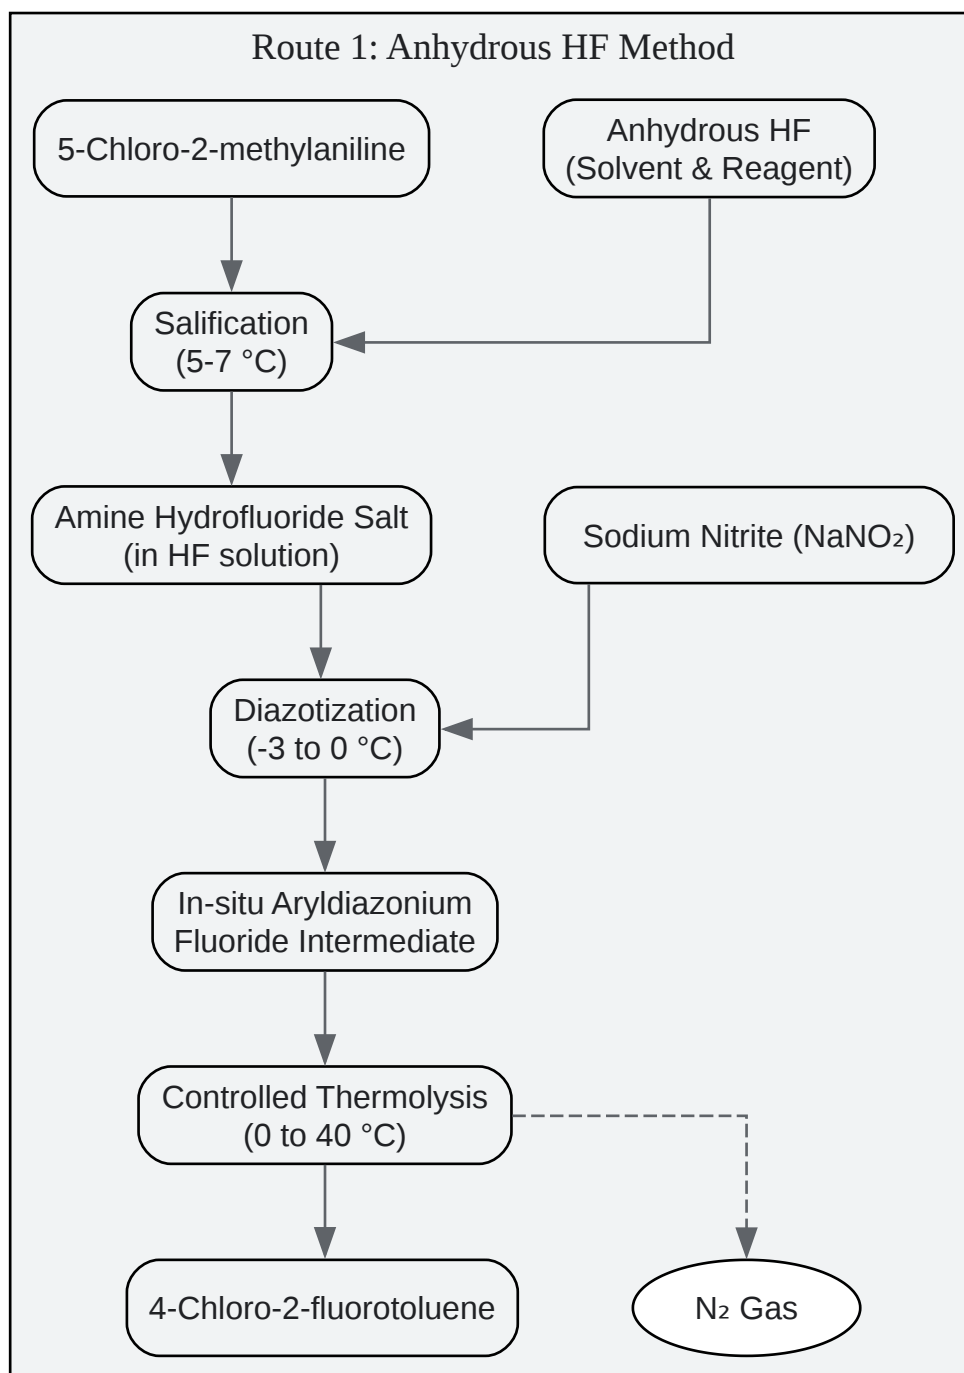 Route 1: Anhydrous HF Method
5-Chloro-2-methylaniline
Anhydrous HF
(Solvent & Reagent)
Salification
(5-7 °C)
Amine Hydrofluoride Salt
(in HF solution)
Sodium Nitrite (NaNO₂)
Diazotization
(-3 to 0 °C)
In-situ Aryldiazonium
Fluoride Intermediate
Controlled Thermolysis
(0 to 40 °C)
4-Chloro-2-fluorotoluene
N₂ Gas